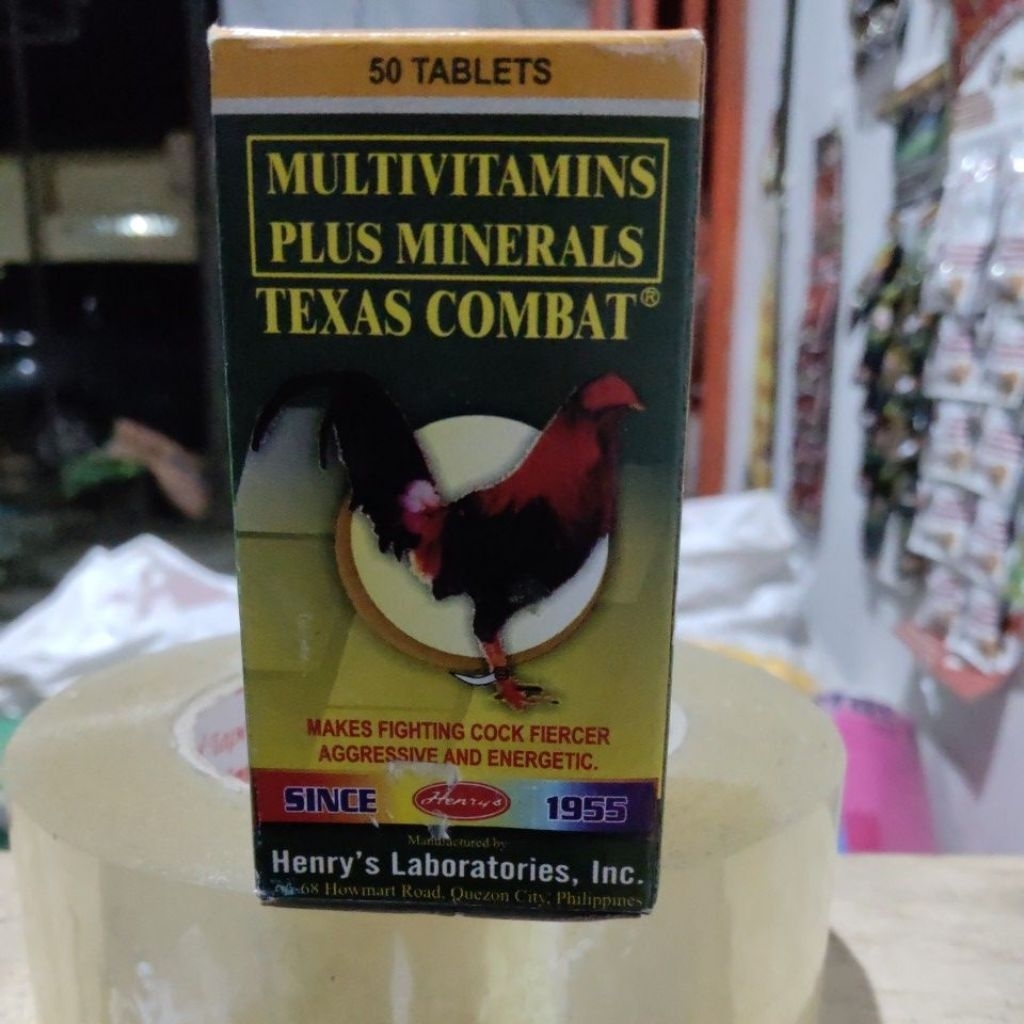 50 TABLETS
MULTIVITAMINS
PLUS MINERALS
TEXAS COMBAT®
MAKES FIGHTING COCK FIERCER
AGGRESSIVE AND ENERGETIC.
SINCE Henry's 1955
Manufactured by
Henry's Laboratories, Inc.
66-68 Howmart Road, Quezon City, Philippines